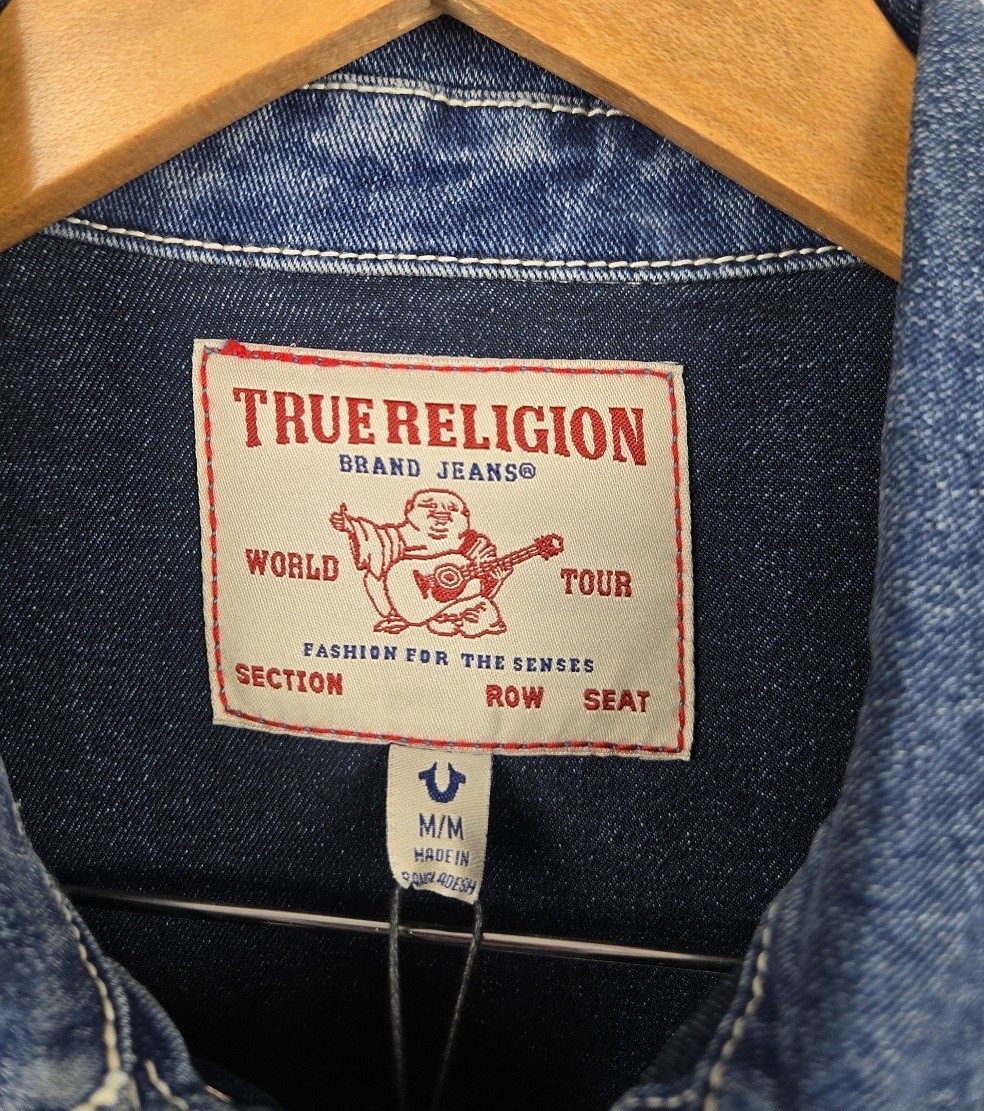 TRUE RELIGION
BRAND JEANS®
WORLD TOUR
FASHION FOR THE SENSES
SECTION ROW SEAT
M/M
MADE IN
BANGLADESH